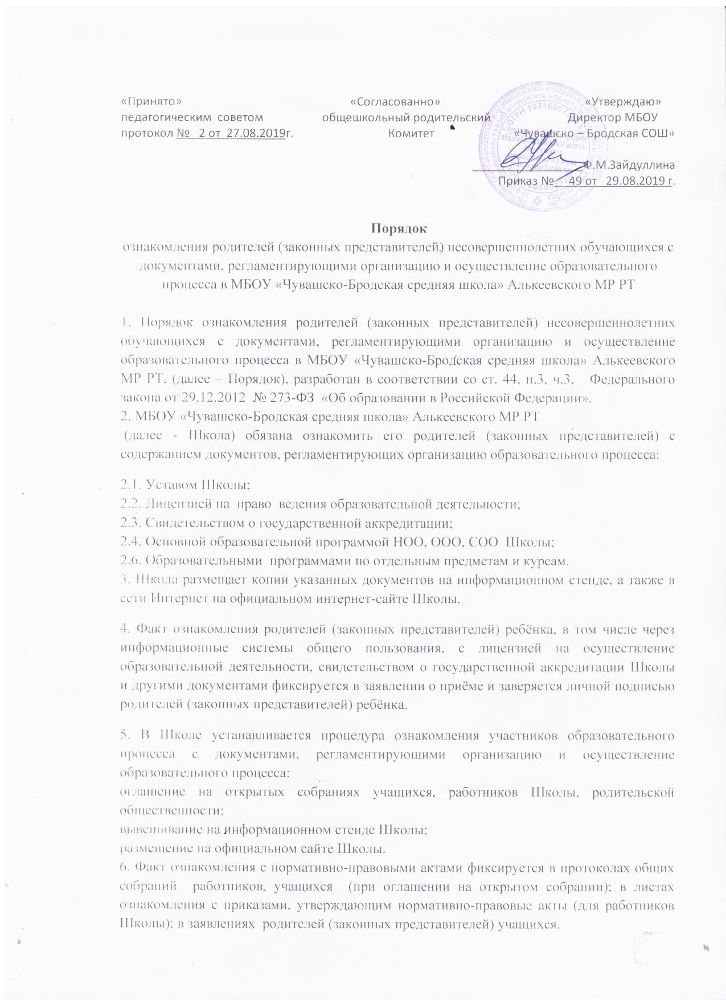 «Принято» «Согласованно» «Утверждаю»
педагогическим советом общешкольный родительский Директор МБОУ
протокол № 2 от 27.08.2019г. Комитет «Чувашско – Бродская СОШ»
Ф.М.Зайдуллина
Приказ № 49 от 29.08.2019 г.
Порядок
ознакомления родителей (законных представителей) несовершеннолетних обучающихся с
документами, регламентирующими организацию и осуществление образовательного
процесса в МБОУ «Чувашско-Бродская средняя школа» Алькеевского МР РТ
1. Порядок ознакомления родителей (законных представителей) несовершеннолетних
обучающихся с документами, регламентирующими организацию и осуществление
образовательного процесса в МБОУ «Чувашско-Бродская средняя школа» Алькеевского
МР РТ, (далее – Порядок), разработан в соответствии со ст. 44, п.3, ч.3, Федерального
закона от 29.12.2012 № 273-ФЗ «Об образовании в Российской Федерации».
2. МБОУ «Чувашско-Бродская средняя школа» Алькеевского МР РТ
(далее - Школа) обязана ознакомить его родителей (законных представителей) с
содержанием документов, регламентирующих организацию образовательного процесса:
2.1. Уставом Школы;
2.2. Лицензией на право ведения образовательной деятельности;
2.3. Свидетельством о государственной аккредитации;
2.4. Основной образовательной программой НОО, ООО, СОО Школы;
2.6. Образовательными программами по отдельным предметам и курсам.
3. Школа размещает копии указанных документов на информационном стенде, а также в
сети Интернет на официальном интернет-сайте Школы.
4. Факт ознакомления родителей (законных представителей) ребёнка, в том числе через
информационные системы общего пользования, с лицензией на осуществление
образовательной деятельности, свидетельством о государственной аккредитации Школы
и другими документами фиксируется в заявлении о приёме и заверяется личной подписью
родителей (законных представителей) ребёнка.
5. В Школе устанавливается процедура ознакомления участников образовательного
процесса с документами, регламентирующими организацию и осуществление
образовательного процесса:
оглашение на открытых собраниях учащихся, работников Школы, родительской
общественности;
вывешивание на информационном стенде Школы;
размещение на официальном сайте Школы.
6. Факт ознакомления с нормативно-правовыми актами фиксируется в протоколах общих
собраний работников, учащихся (при оглашении на открытом собрании); в листах
ознакомления с приказами, утверждающим нормативно-правовые акты (для работников
Школы); в заявлениях родителей (законных представителей) учащихся.